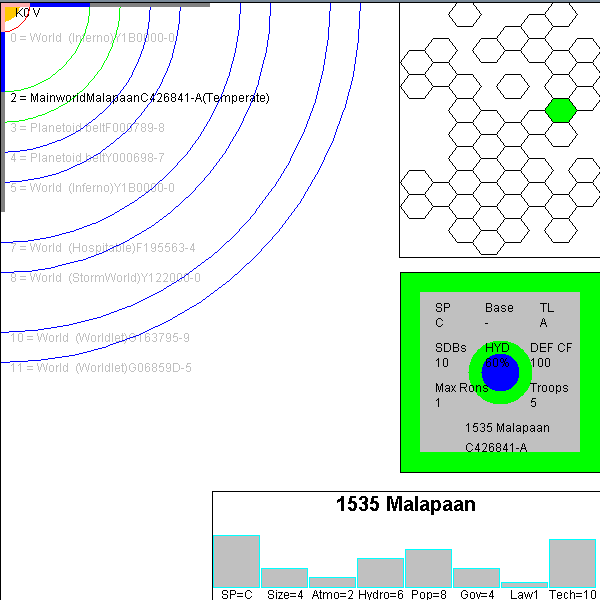 K0 V
0 = World (Inferno)Y1B0000-0
2 = MainworldMalapaanC426841-A(Temperate)
3 = Planetoid beltF000789-8
4 = Planetoid beltY000698-7
5 = World (Inferno)Y1B0000-0
7 = World (Hospitable)F195563-4
8 = World (StormWorld)Y122000-0
10 = World (Worldlet)G163795-9
11 = World (Worldlet)G06859D-5
SP Base TL
C - A
SDBs HYD DEF CF
10 60% 100
Max Rons Troops
1 5
1535 Malapaan
C426841-A
1535 Malapaan
SP=C Size=4 Atmo=2 Hydro=6 Pop=8 Gov=4 Law1 Tech=10